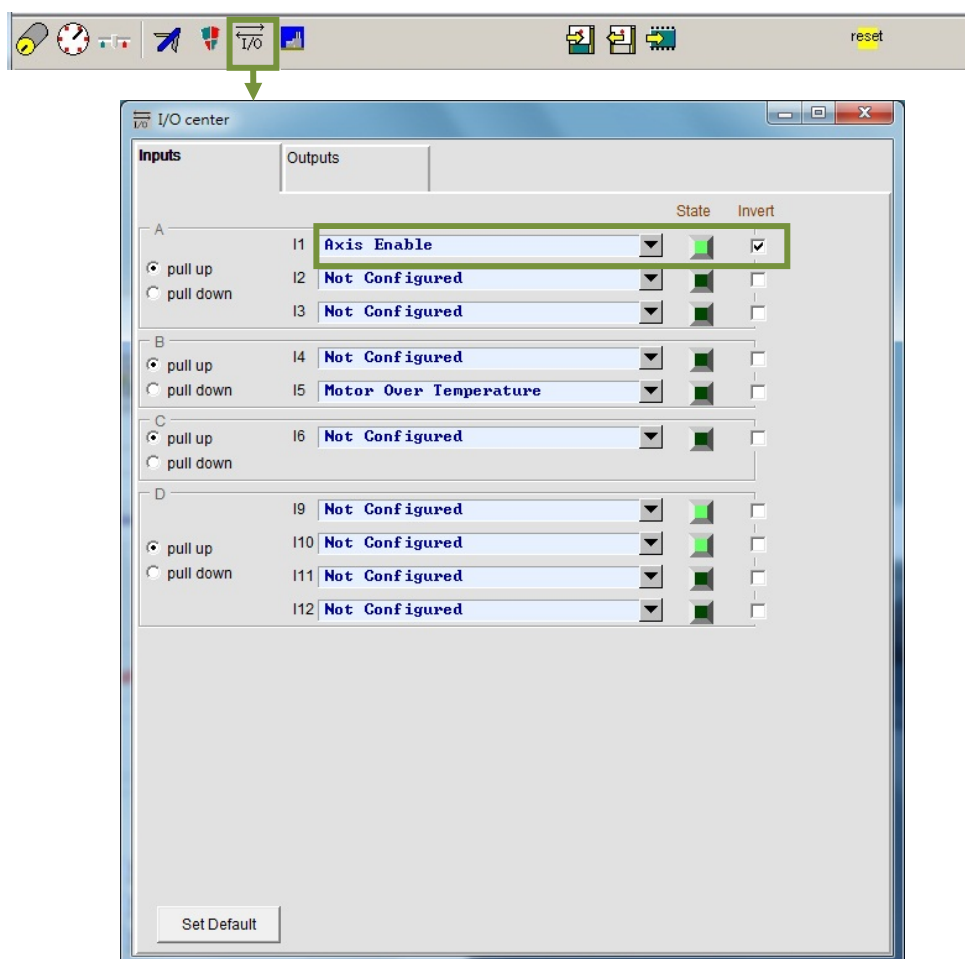 I/O
reset
I/O I/O center
Inputs Outputs
State Invert
A
I1 Axis Enable
pull up
I2 Not Configured
pull down
I3 Not Configured
B
I4 Not Configured
pull up
pull down I5 Motor Over Temperature
C
pull up I6 Not Configured
pull down
D
I9 Not Configured
pull up I10 Not Configured
pull down I11 Not Configured
I12 Not Configured
Set Default